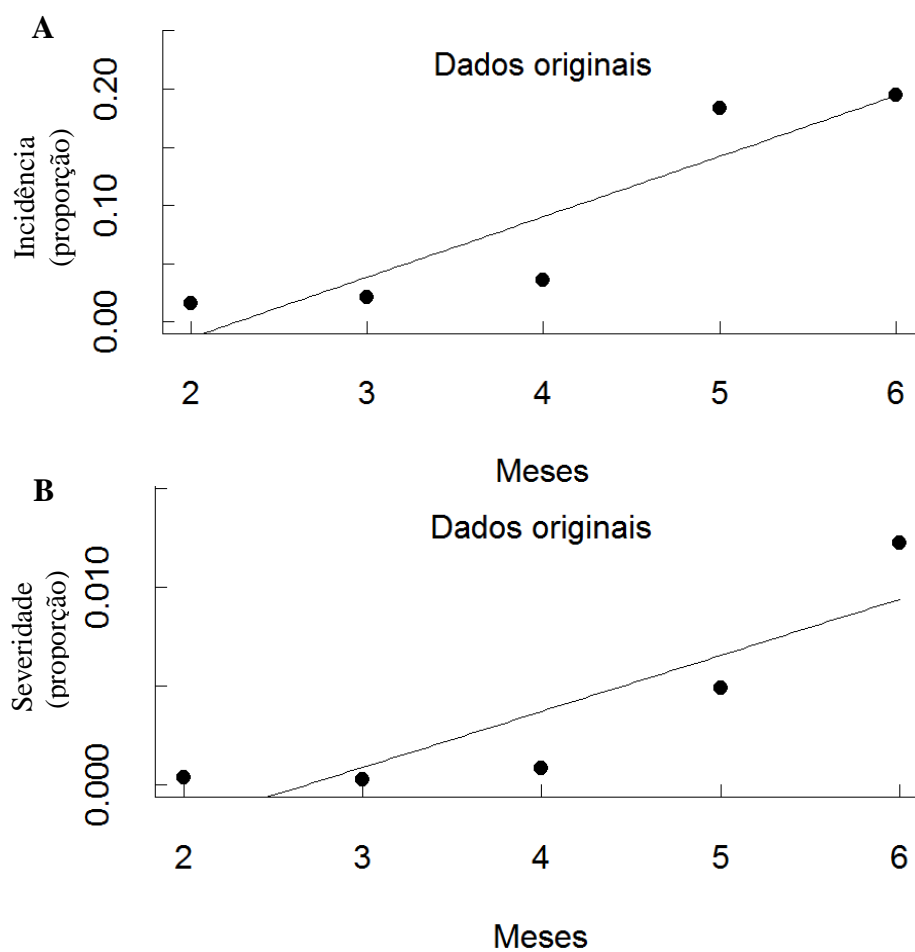 A
Dados originais
Incidência
(proporção)
0.20
0.10
0.00
2 3 4 5 6
Meses
B
Dados originais
Severidade
(proporção)
0.010
0.000
2 3 4 5 6
Meses